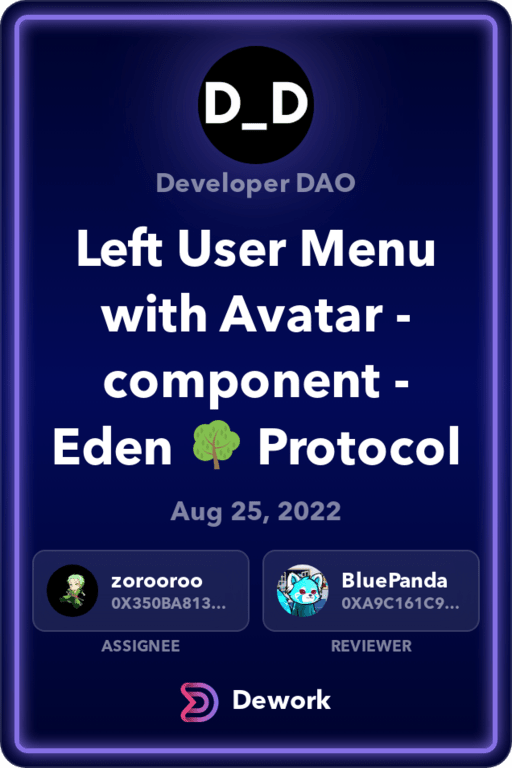 D_D
Developer DAO
Left User Menu
with Avatar -
component -
Eden 🌳 Protocol
Aug 25, 2022
zorooroo
0X350BA813...
BluePanda
0XA9C161C9...
ASSIGNEE
REVIEWER
Dework